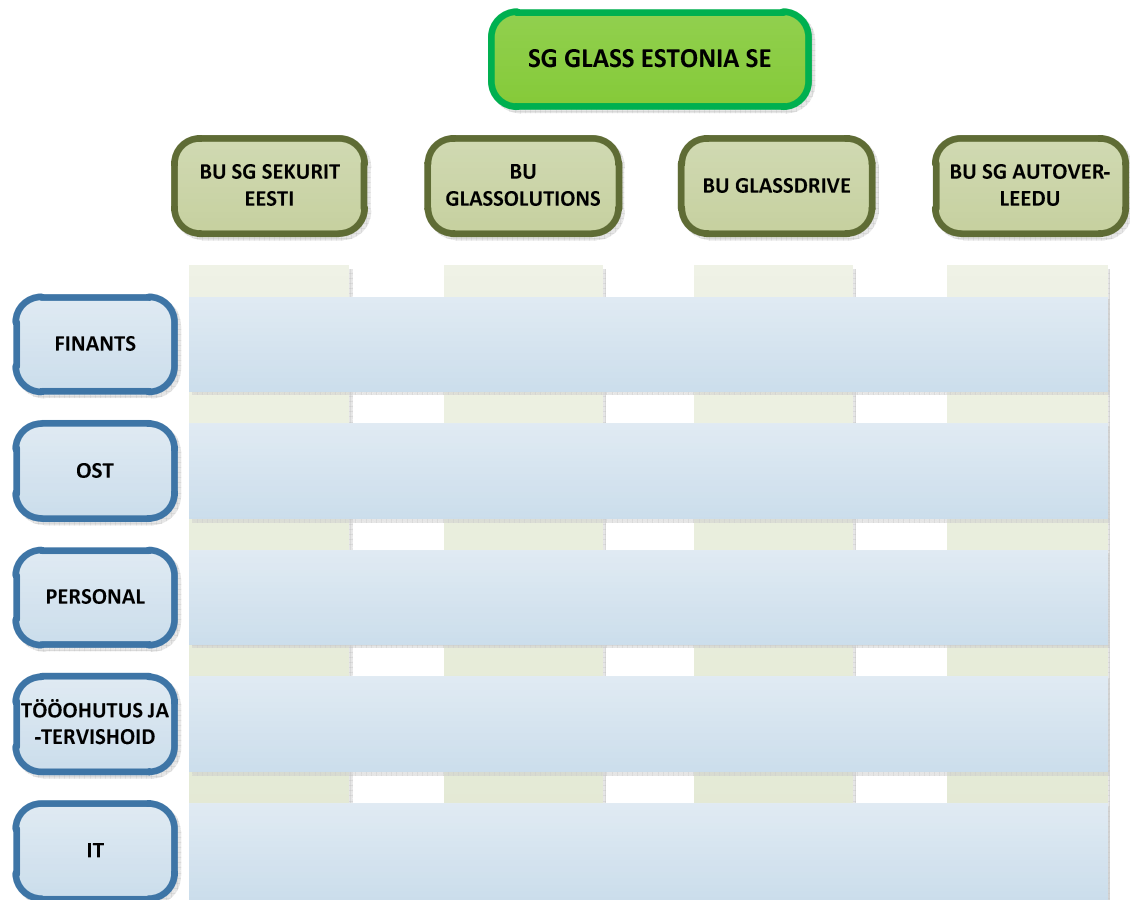 SG GLASS ESTONIA SE
BU SG SEKURIT
EESTI
BU
GLASSOLUTIONS
BU GLASSDRIVE
BU SG AUTOVER-
LEEDU
FINANTS
OST
PERSONAL
TÖÖOHUTUS JA
-TERVISHOID
IT